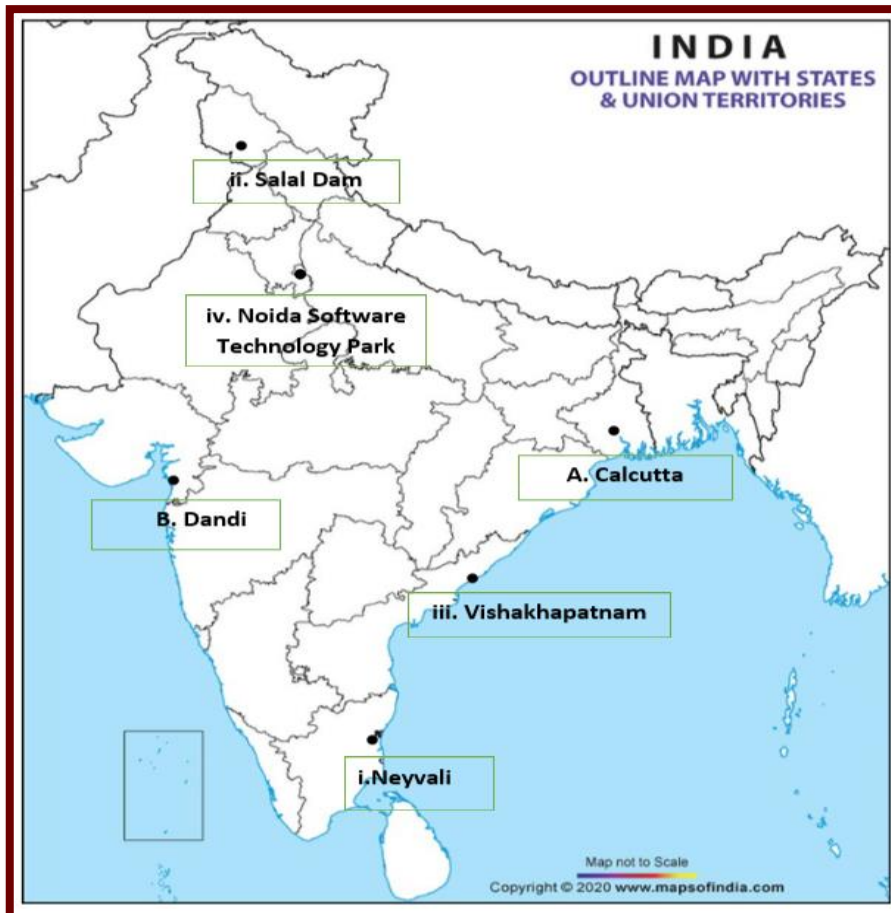 INDIA
OUTLINE MAP WITH STATES
& UNION TERRITORIES
ii. Salal Dam
iv. Noida Software
Technology Park
A. Calcutta
B. Dandi
iii. Vishakhapatnam
i.Neyvali
Map not to Scale
Copyright © 2020 www.mapsofindia.com